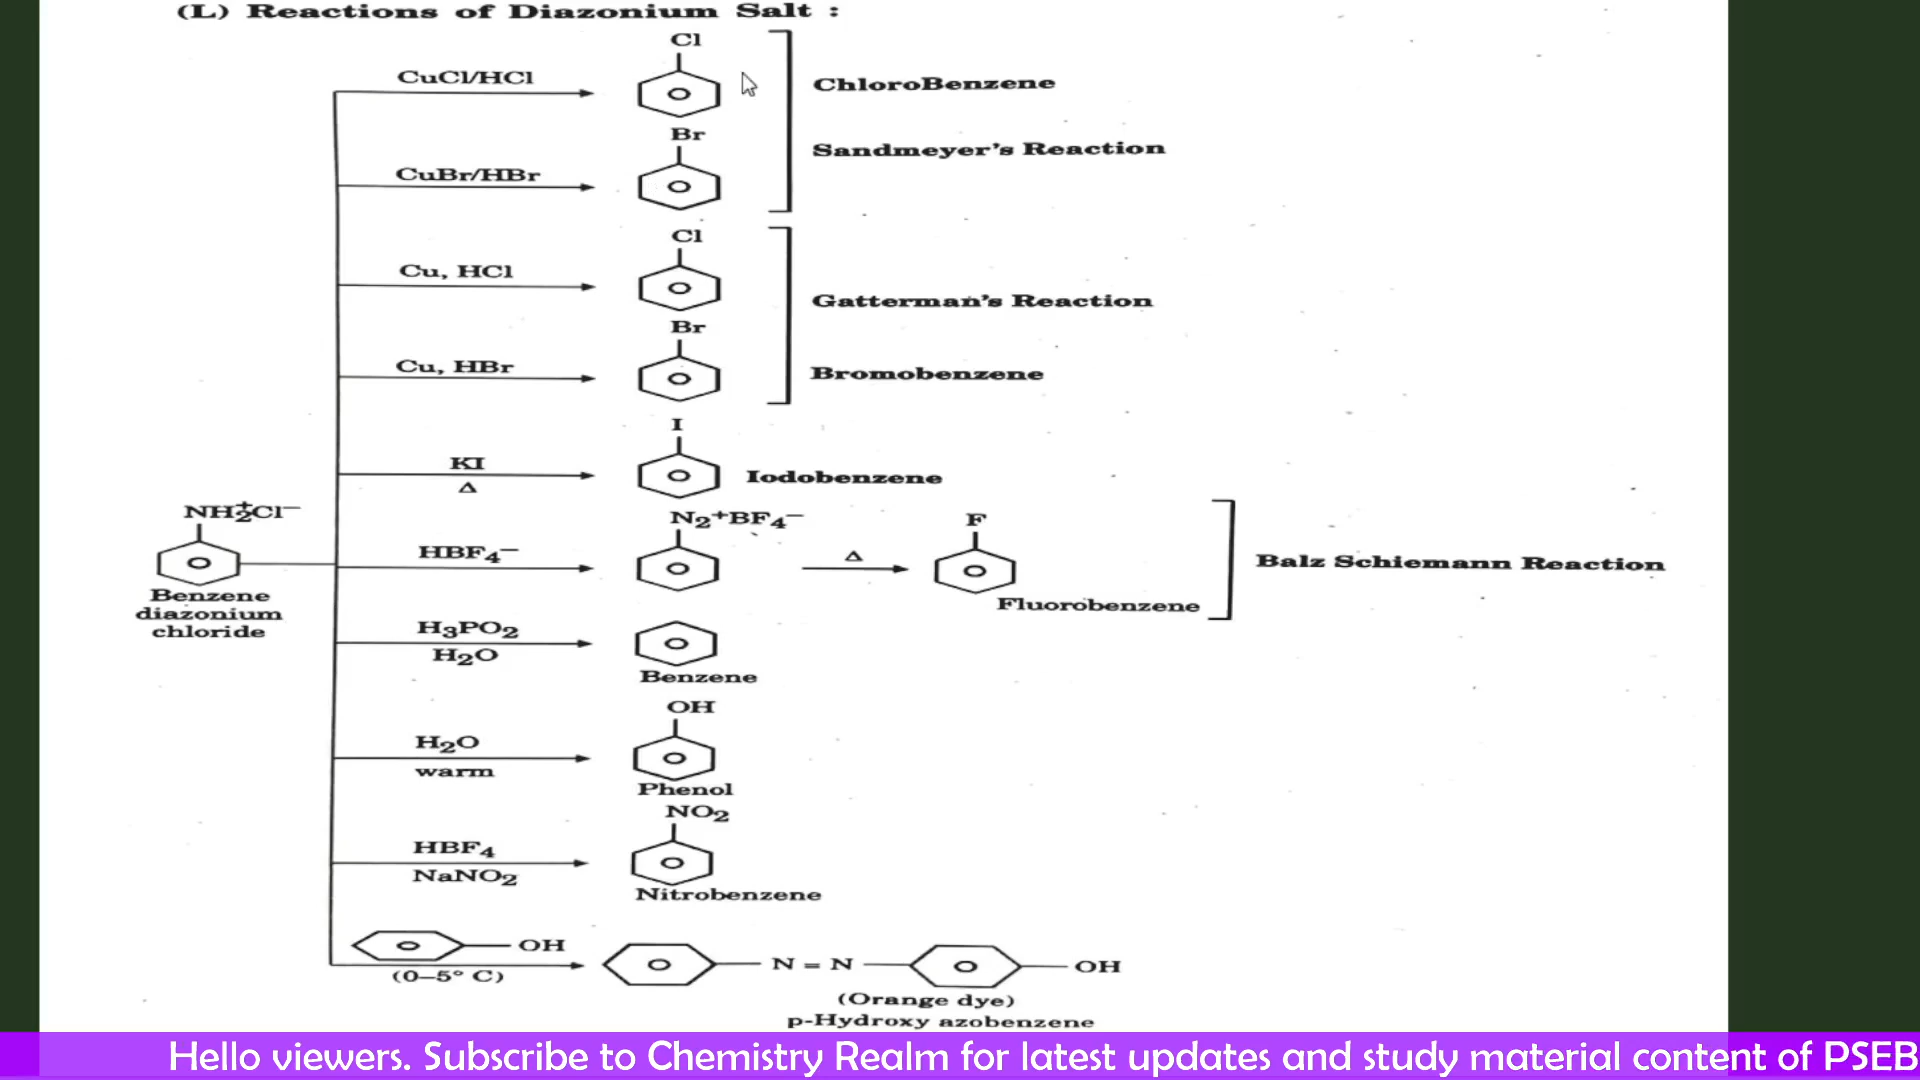 (L) Reactions of Diazonium Salt :
Cl
CuCl/HCl
ChloroBenzene
Br
Sandmeyer's Reaction
CuBr/HBr
Cl
Cu, HCl
Gatterman's Reaction
Br
Cu, HBr
Bromobenzene
I
KI
Δ
Iodobenzene
NH₂⁺Cl⁻
Benzene
diazonium
chloride
HBF₄⁻
N₂⁺BF₄⁻
Δ
F
Fluorobenzene
Balz Schiemann Reaction
H₃PO₂
H₂O
Benzene
OH
H₂O
warm
Phenol
NO₂
HBF₄
NaNO₂
Nitrobenzene
OH
(0–5° C)
N = N
OH
(Orange dye)
p-Hydroxy azobenzene
Hello viewers. Subscribe to Chemistry Realm for latest updates and study material content of PSEB